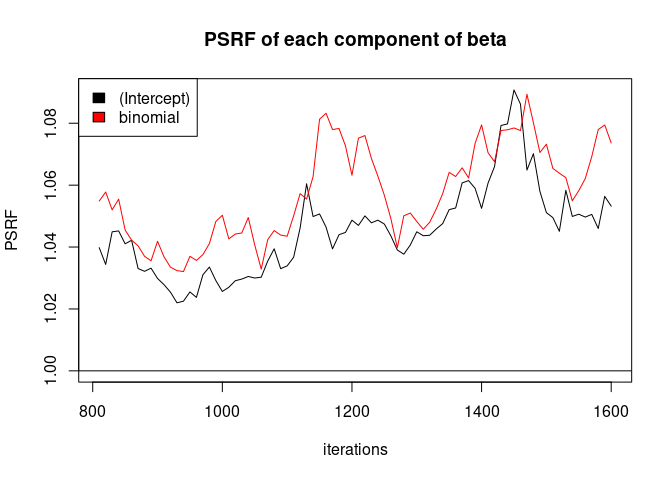 PSRF of each component of beta
(Intercept)
binomial
PSRF
1.08
1.06
1.04
1.02
1.00
800 1000 1200 1400 1600
iterations